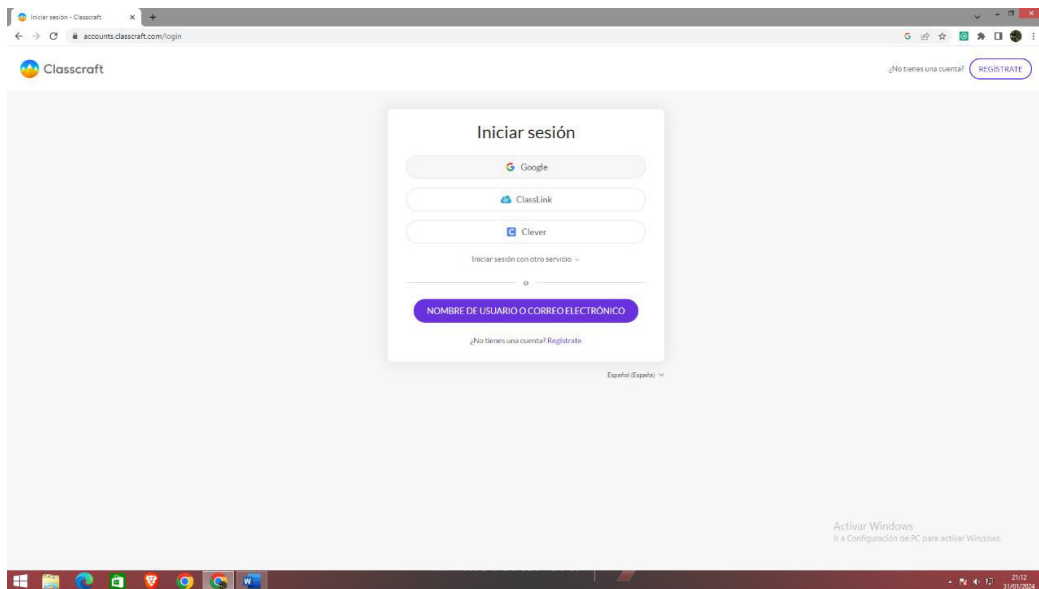 Iniciar sesión - Classcraft
accounts.classcraft.com/login
Classcraft
¿No tienes una cuenta? REGÍSTRATE
Iniciar sesión
Google
ClassLink
Clever
Iniciar sesión con otro servicio
o
NOMBRE DE USUARIO O CORREO ELECTRÓNICO
¿No tienes una cuenta? Regístrate
Español (España)
Activar Windows
Ir a Configuración de PC para activar Windows.
21:12
31/01/2024